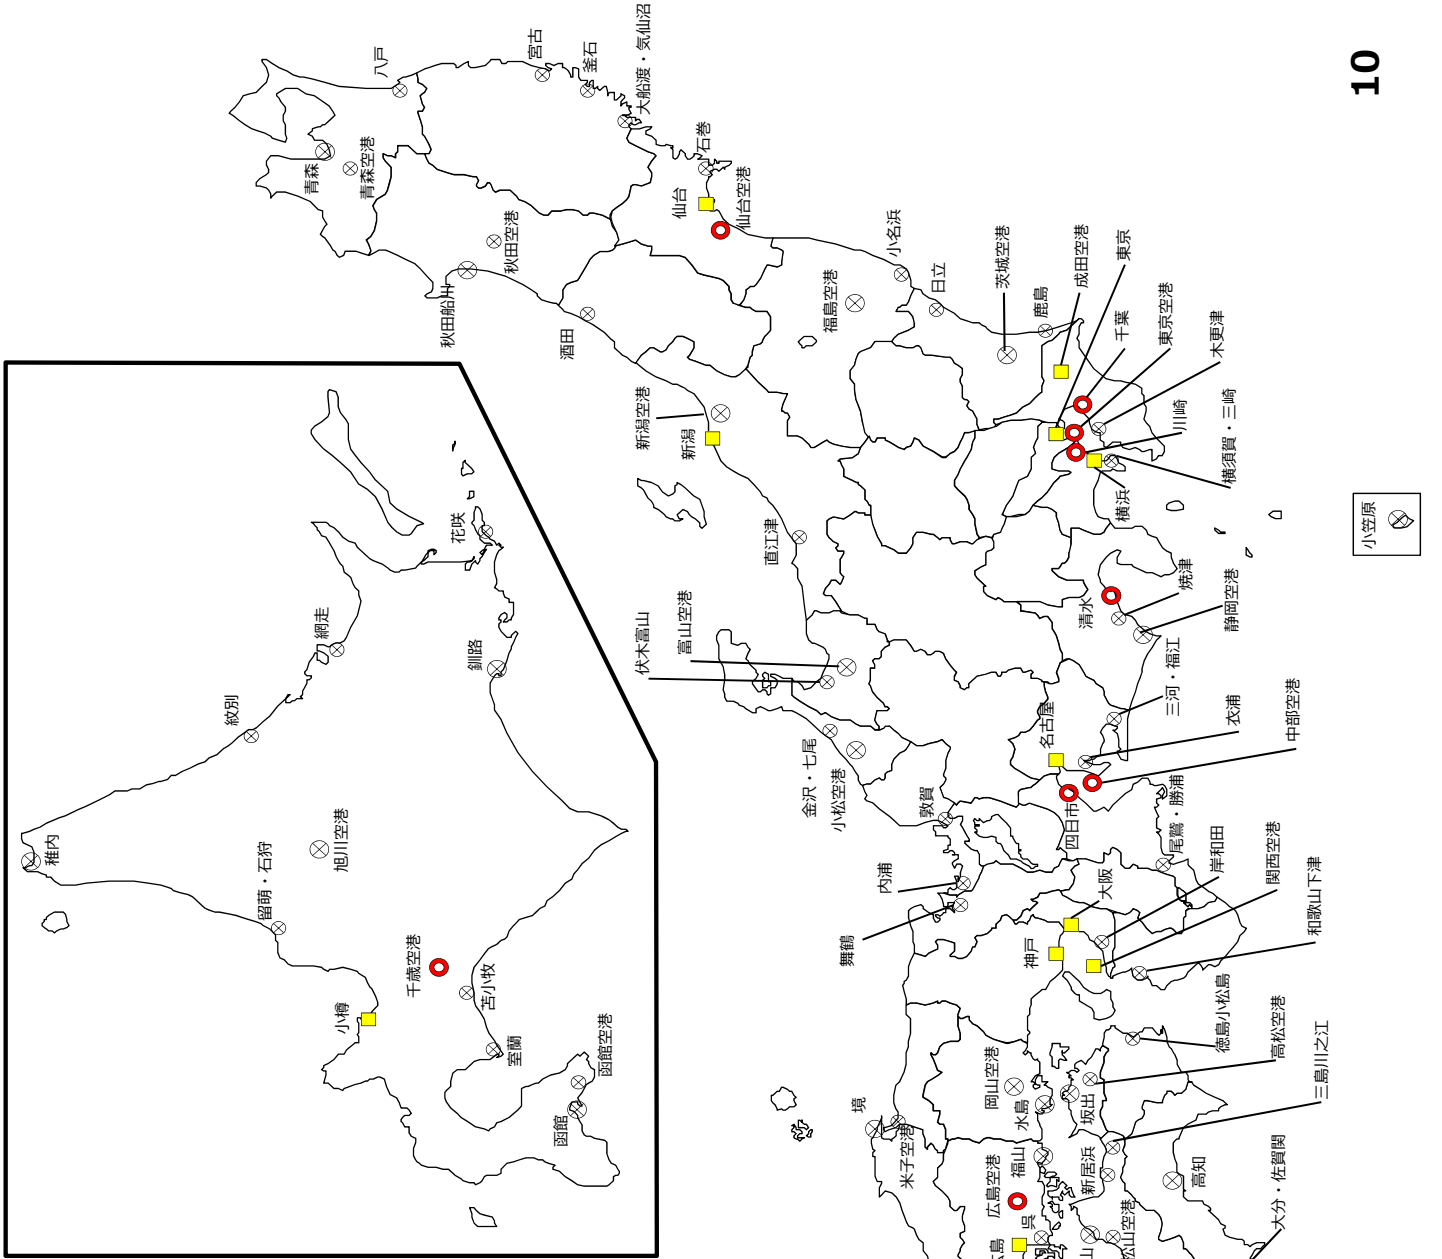 八戸
宮古
釜石
大船渡・気仙沼
青森
青森空港
石巻
仙台
仙台空港
秋田空港
秋田船川
酒田
福島空港
小名浜
日立
茨城空港
鹿島
成田空港
東京
千葉
東京空港
木更津
川崎
横須賀・三崎
横浜
新潟空港
新潟
直江津
小笠原
10
稚内
紋別
網走
花咲
釧路
旭川空港
留萌・石狩
千歳空港
苫小牧
小樽
室蘭
函館空港
函館
伏木富山
富山空港
清水
焼津
静岡空港
三河・福江
衣浦
中部空港
名古屋
四日市
尾鷲・勝浦
金沢・七尾
小松空港
敦賀
内浦
舞鶴
大阪
神戸
岸和田
関西空港
和歌山下津
徳島小松島
高松空港
三島川之江
境
米子空港
岡山空港
水島
坂出
福山
新居浜
広島空港
呉
高知
大分・佐賀関
島
山
松山空港